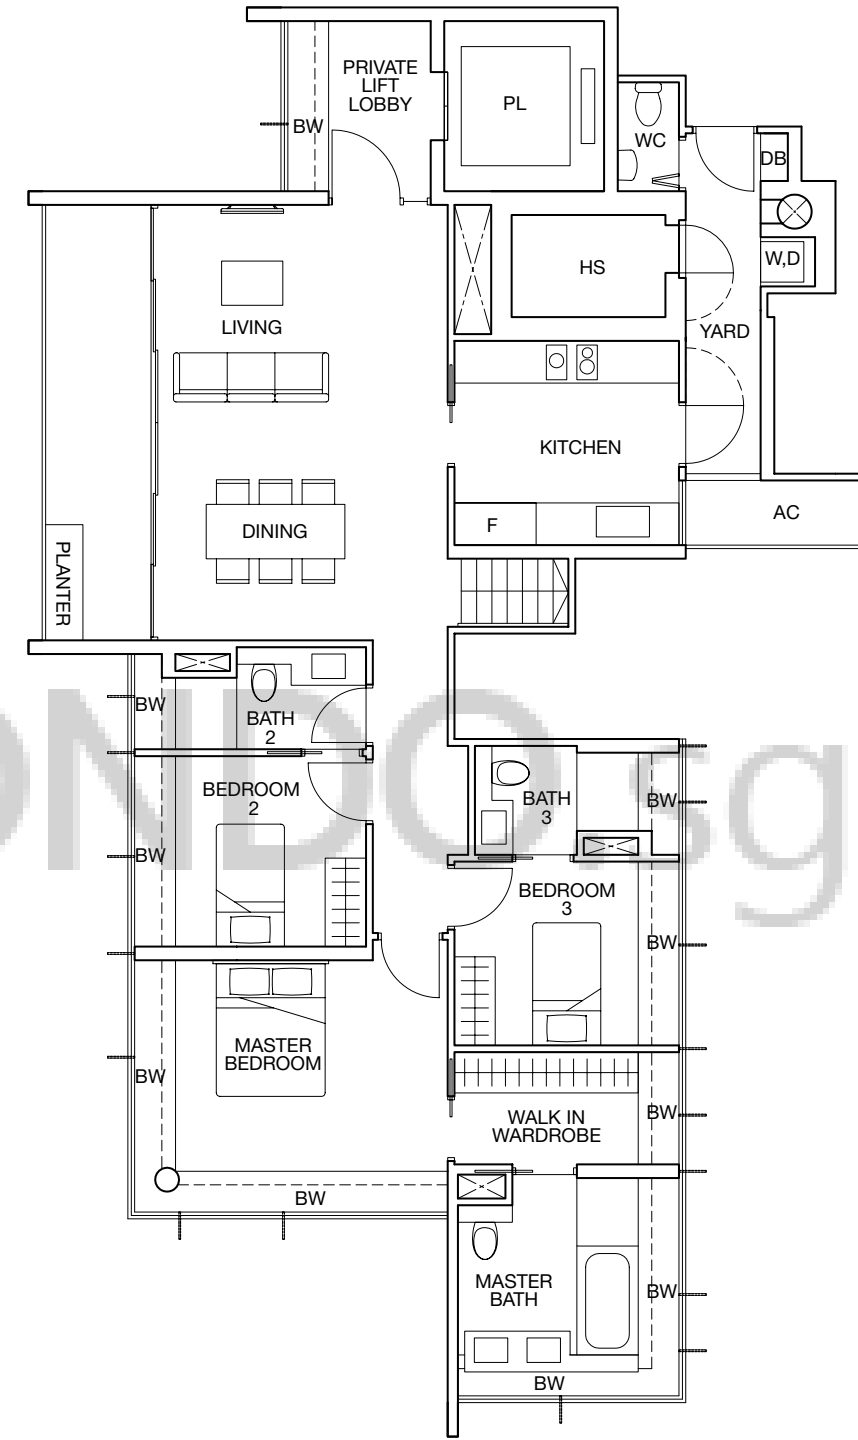 PRIVATE
LIFT
LOBBY
PL
BW
WC
DB
W,D
HS
YARD
LIVING
KITCHEN
DINING
F
AC
PLANTER
BW
BATH
2
BEDROOM
2
BW
BATH
3
BW
BEDROOM
3
BW
MASTER
BEDROOM
BW
WALK IN
WARDROBE
BW
BW
MASTER
BATH
BW
BW
ONDO.sg